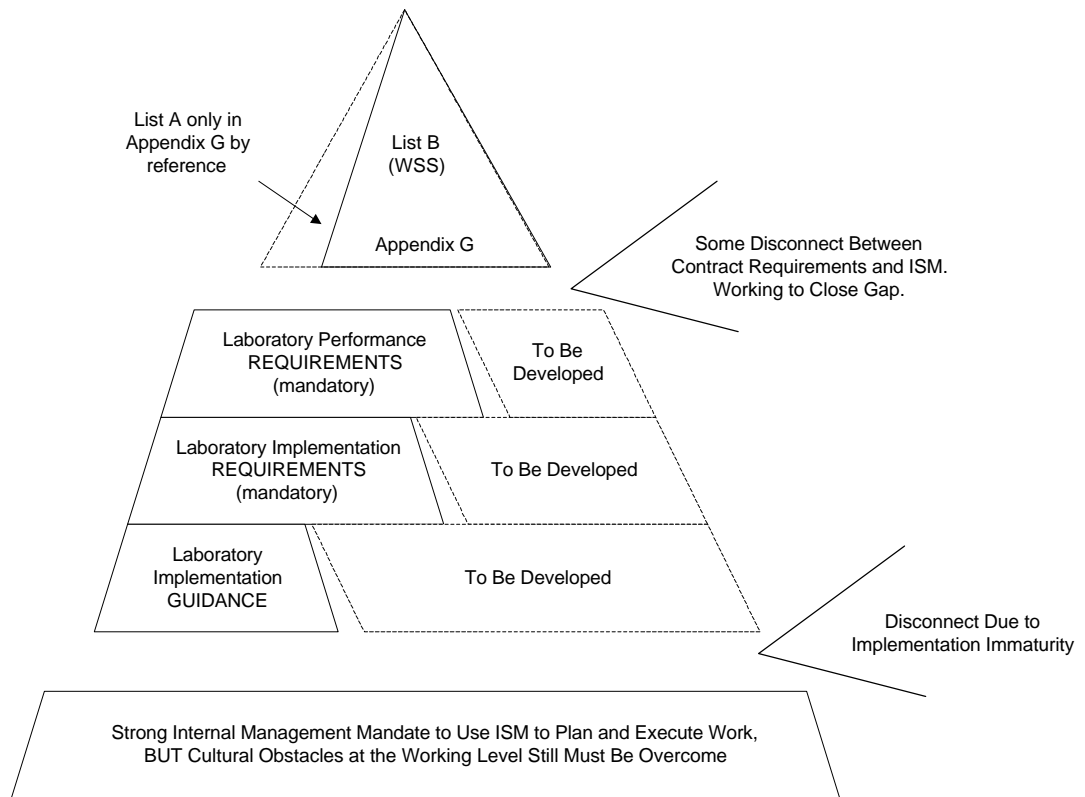 List A only in
Appendix G by
reference
List B
(WSS)
Appendix G
Some Disconnect Between
Contract Requirements and ISM.
Working to Close Gap.
Laboratory Performance
REQUIREMENTS
(mandatory)
To Be
Developed
Laboratory Implementation
REQUIREMENTS
(mandatory)
To Be Developed
Laboratory
Implementation
GUIDANCE
To Be Developed
Disconnect Due to
Implementation Immaturity
Strong Internal Management Mandate to Use ISM to Plan and Execute Work,
BUT Cultural Obstacles at the Working Level Still Must Be Overcome